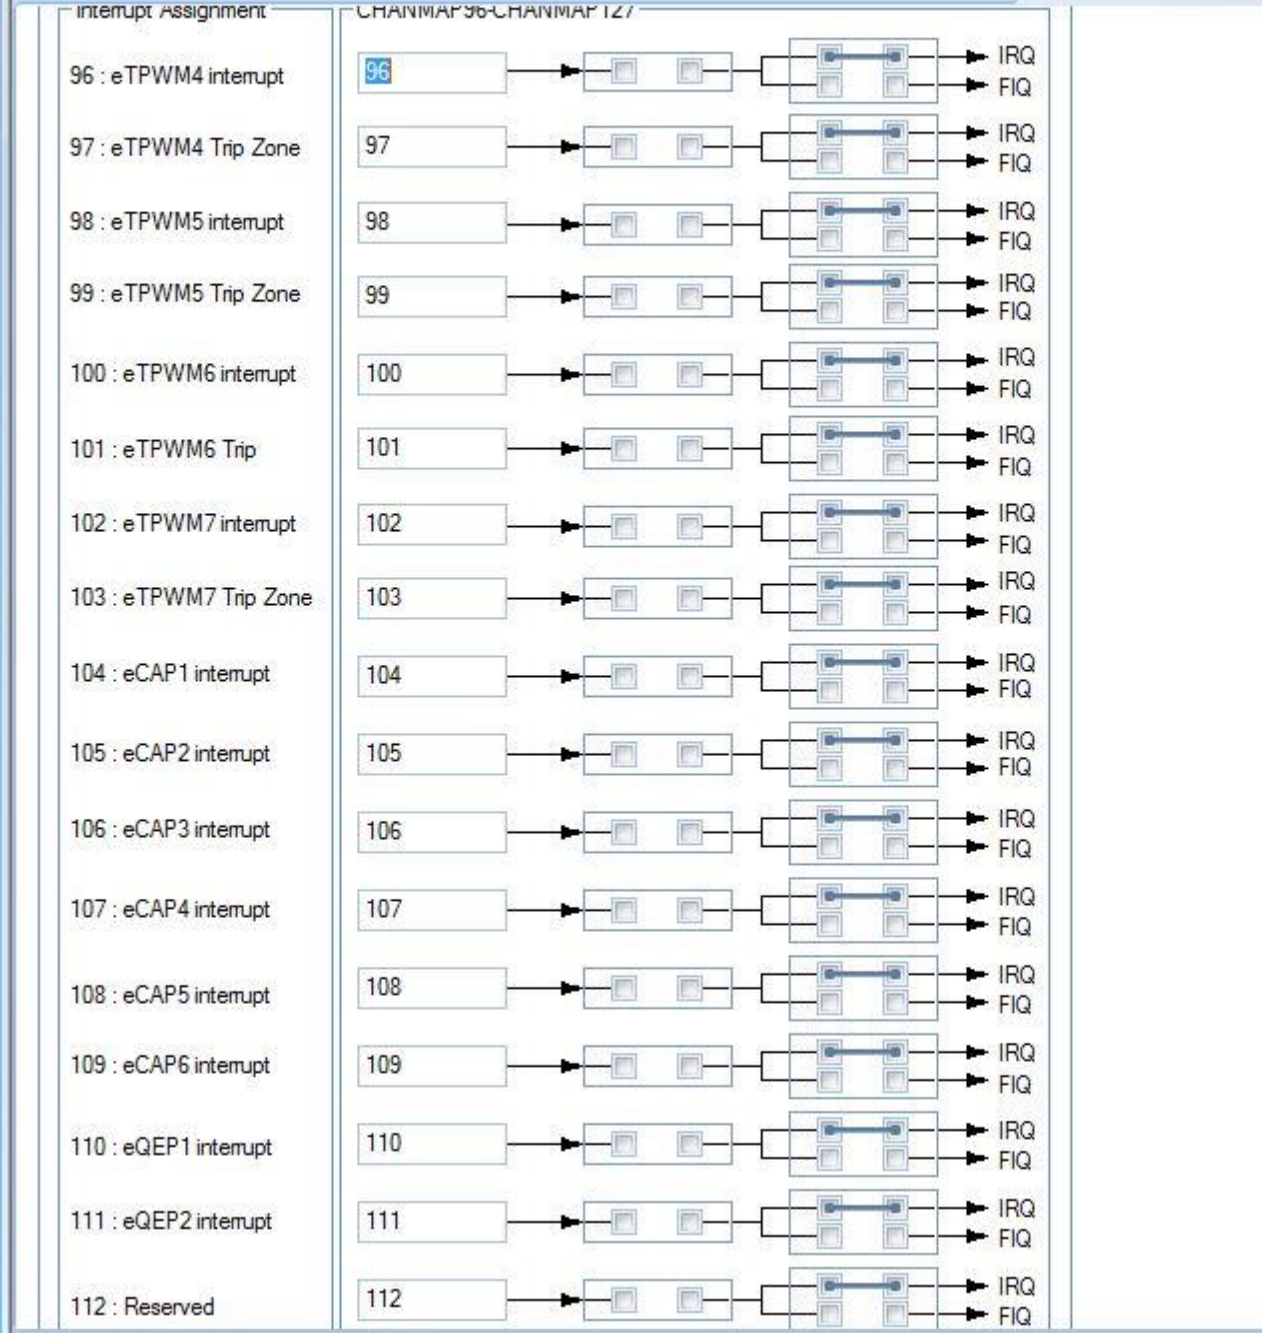 Interrupt Assignment CHANMAP96-CHANMAP127
96 : eTPWM4 interrupt 96 IRQ
FIQ
97 : eTPWM4 Trip Zone 97 IRQ
FIQ
98 : eTPWM5 interrupt 98 IRQ
FIQ
99 : eTPWM5 Trip Zone 99 IRQ
FIQ
100 : eTPWM6 interrupt 100 IRQ
FIQ
101 : eTPWM6 Trip 101 IRQ
FIQ
102 : eTPWM7 interrupt 102 IRQ
FIQ
103 : eTPWM7 Trip Zone 103 IRQ
FIQ
104 : eCAP1 interrupt 104 IRQ
FIQ
105 : eCAP2 interrupt 105 IRQ
FIQ
106 : eCAP3 interrupt 106 IRQ
FIQ
107 : eCAP4 interrupt 107 IRQ
FIQ
108 : eCAP5 interrupt 108 IRQ
FIQ
109 : eCAP6 interrupt 109 IRQ
FIQ
110 : eQEP1 interrupt 110 IRQ
FIQ
111 : eQEP2 interrupt 111 IRQ
FIQ
112 : Reserved 112 IRQ
FIQ